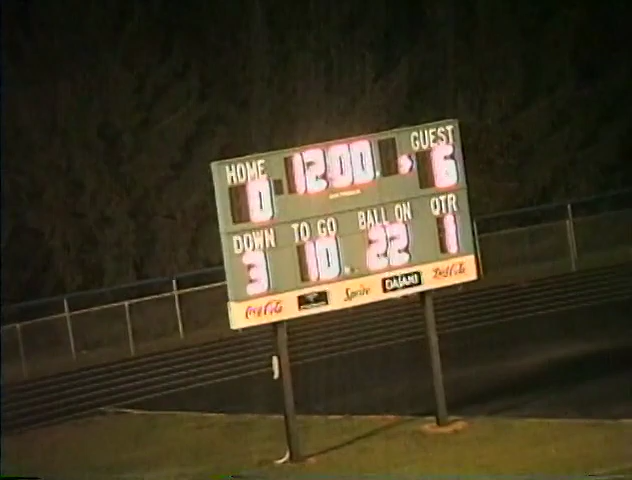 HOME 12:00 GUEST
0 6
DOWN TO GO BALL ON QTR
3 10 22 1
Coca-Cola Sprite DASANI Coca-Cola